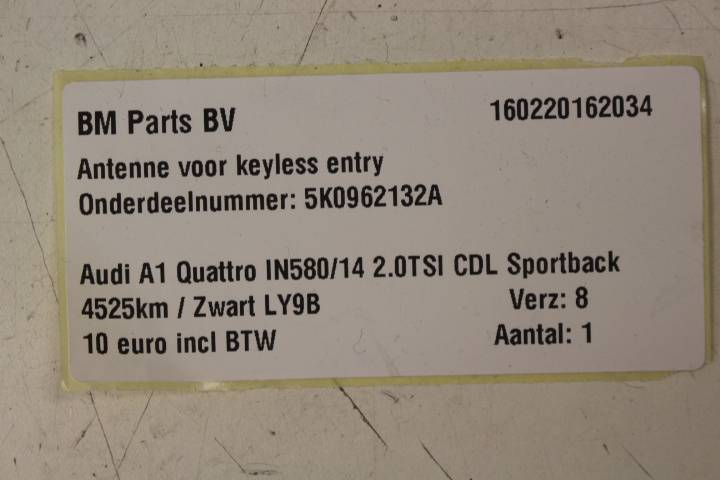 BM Parts BV 160220162034
Antenne voor keyless entry
Onderdeelnummer: 5K0962132A
Audi A1 Quattro IN580/14 2.0TSI CDL Sportback
4525km / Zwart LY9B Verz: 8
10 euro incl BTW Aantal: 1